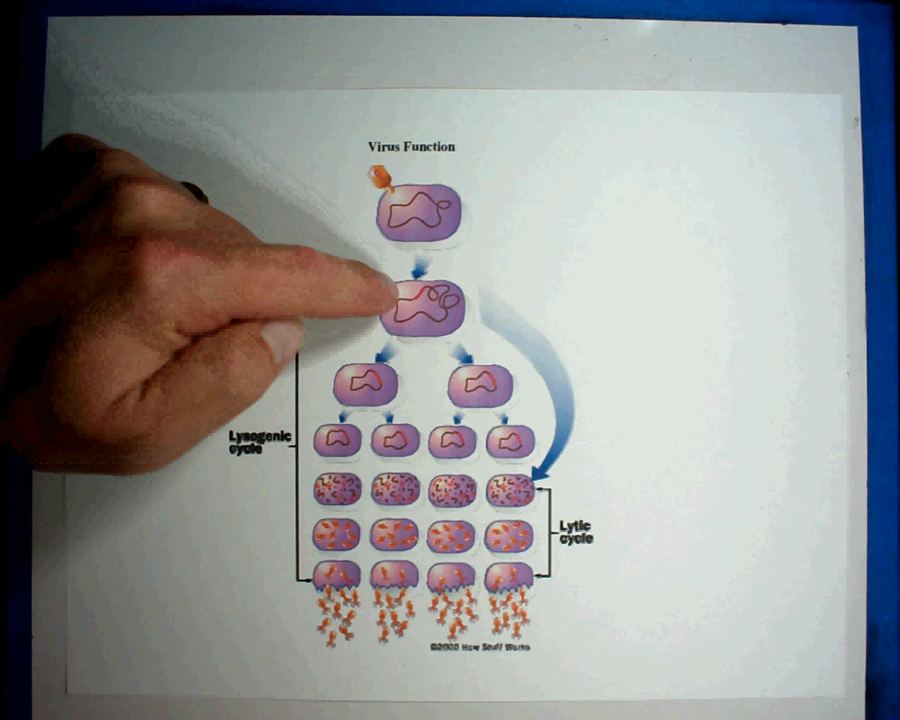 Virus Function
Lysogenic
cycle
Lytic
cycle
©2000 How Stuff Works